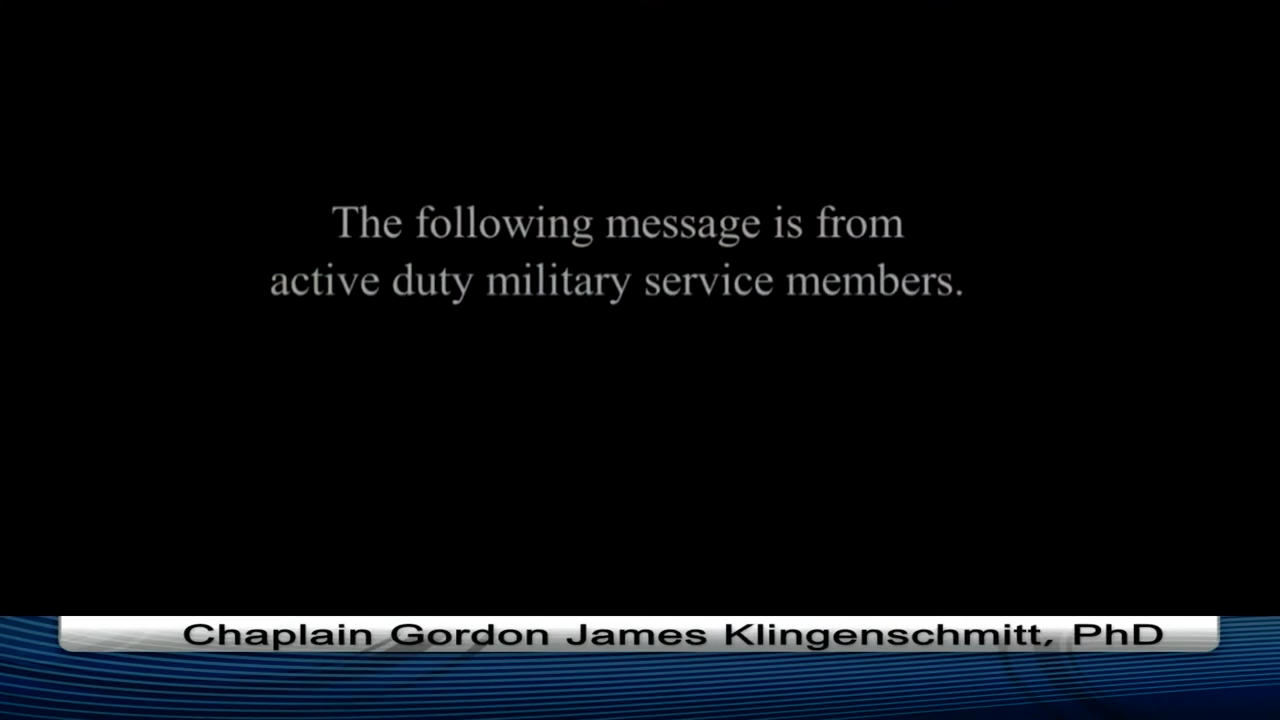 The following message is from
active duty military service members.
Chaplain Gordon James Klingenschmitt, PhD